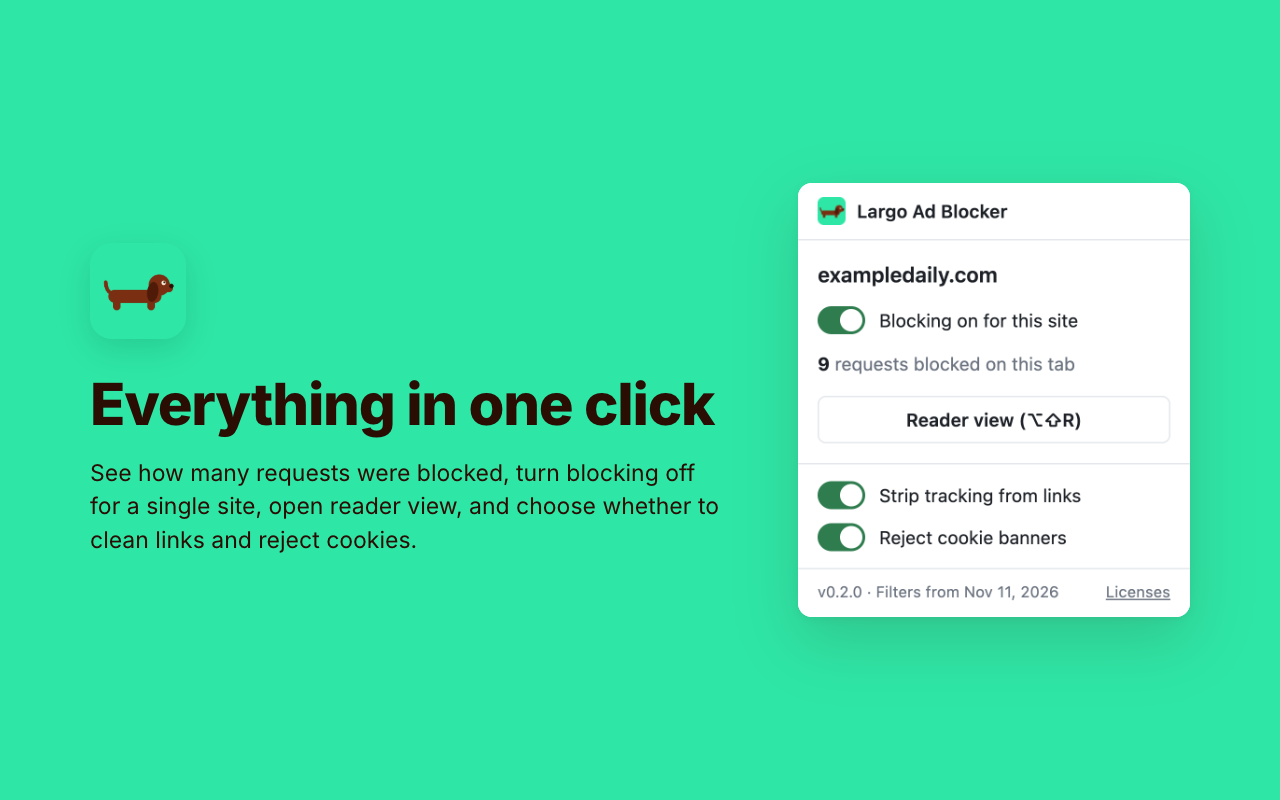 Everything in one click
See how many requests were blocked, turn blocking off
for a single site, open reader view, and choose whether to
clean links and reject cookies.
Largo Ad Blocker
exampledaily.com
Blocking on for this site
9 requests blocked on this tab
Reader view (⌥⇧R)
Strip tracking from links
Reject cookie banners
v0.2.0 · Filters from Nov 11, 2026 Licenses